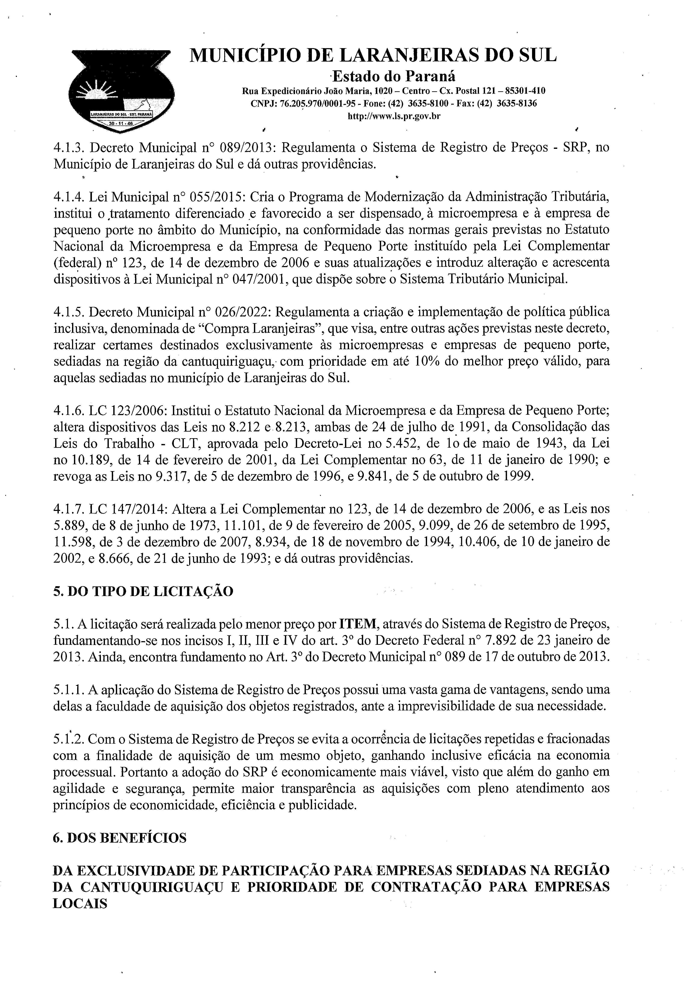 MUNICÍPIO DE LARANJEIRAS DO SUL
Estado do Paraná
Rua Expedicionário João Maria, 1020 – Centro – Cx. Postal 121 – 85301-410
CNPJ: 76.205.970/0001-95 - Fone: (42) 3635-8100 - Fax: (42) 3635-8136
http://www.ls.pr.gov.br
LARANJEIRAS DO SUL - EST. PARANÁ
30 - 11 - 46
4.1.3. Decreto Municipal nº 089/2013: Regulamenta o Sistema de Registro de Preços - SRP, no
Município de Laranjeiras do Sul e dá outras providências.
4.1.4. Lei Municipal nº 055/2015: Cria o Programa de Modernização da Administração Tributária,
institui o tratamento diferenciado e favorecido a ser dispensado à microempresa e à empresa de
pequeno porte no âmbito do Município, na conformidade das normas gerais previstas no Estatuto
Nacional da Microempresa e da Empresa de Pequeno Porte instituído pela Lei Complementar
(federal) nº 123, de 14 de dezembro de 2006 e suas atualizações e introduz alteração e acrescenta
dispositivos à Lei Municipal nº 047/2001, que dispõe sobre o Sistema Tributário Municipal.
4.1.5. Decreto Municipal nº 026/2022: Regulamenta a criação e implementação de política pública
inclusiva, denominada de “Compra Laranjeiras”, que visa, entre outras ações previstas neste decreto,
realizar certames destinados exclusivamente às microempresas e empresas de pequeno porte,
sediadas na região da cantuquiriguaçu, com prioridade em até 10% do melhor preço válido, para
aquelas sediadas no município de Laranjeiras do Sul.
4.1.6. LC 123/2006: Institui o Estatuto Nacional da Microempresa e da Empresa de Pequeno Porte;
altera dispositivos das Leis no 8.212 e 8.213, ambas de 24 de julho de 1991, da Consolidação das
Leis do Trabalho - CLT, aprovada pelo Decreto-Lei no 5.452, de 1o de maio de 1943, da Lei
no 10.189, de 14 de fevereiro de 2001, da Lei Complementar no 63, de 11 de janeiro de 1990; e
revoga as Leis no 9.317, de 5 de dezembro de 1996, e 9.841, de 5 de outubro de 1999.
4.1.7. LC 147/2014: Altera a Lei Complementar no 123, de 14 de dezembro de 2006, e as Leis nos
5.889, de 8 de junho de 1973, 11.101, de 9 de fevereiro de 2005, 9.099, de 26 de setembro de 1995,
11.598, de 3 de dezembro de 2007, 8.934, de 18 de novembro de 1994, 10.406, de 10 de janeiro de
2002, e 8.666, de 21 de junho de 1993; e dá outras providências.
5. DO TIPO DE LICITAÇÃO
5.1. A licitação será realizada pelo menor preço por ITEM, através do Sistema de Registro de Preços,
fundamentando-se nos incisos I, II, III e IV do art. 3º do Decreto Federal nº 7.892 de 23 janeiro de
2013. Ainda, encontra fundamento no Art. 3º do Decreto Municipal nº 089 de 17 de outubro de 2013.
5.1.1. A aplicação do Sistema de Registro de Preços possui uma vasta gama de vantagens, sendo uma
delas a faculdade de aquisição dos objetos registrados, ante a imprevisibilidade de sua necessidade.
5.1.2. Com o Sistema de Registro de Preços se evita a ocorrência de licitações repetidas e fracionadas
com a finalidade de aquisição de um mesmo objeto, ganhando inclusive eficácia na economia
processual. Portanto a adoção do SRP é economicamente mais viável, visto que além do ganho em
agilidade e segurança, permite maior transparência as aquisições com pleno atendimento aos
princípios de economicidade, eficiência e publicidade.
6. DOS BENEFÍCIOS
DA EXCLUSIVIDADE DE PARTICIPAÇÃO PARA EMPRESAS SEDIADAS NA REGIÃO
DA CANTUQUIRIGUAÇU E PRIORIDADE DE CONTRATAÇÃO PARA EMPRESAS
LOCAIS